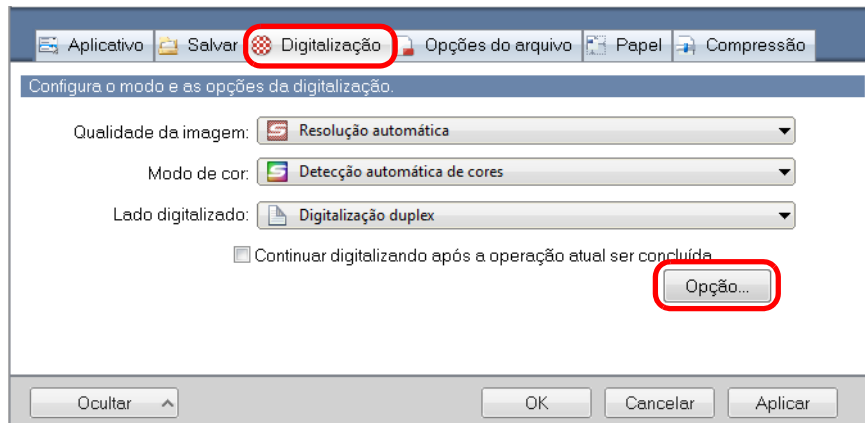 Aplicativo Salvar Digitalização Opções do arquivo Papel Compressão
Configura o modo e as opções da digitalização.
Qualidade da imagem: Resolução automática
Modo de cor: Detecção automática de cores
Lado digitalizado: Digitalização duplex
Continuar digitalizando após a operação atual ser concluída
Opção...
Ocultar OK Cancelar Aplicar